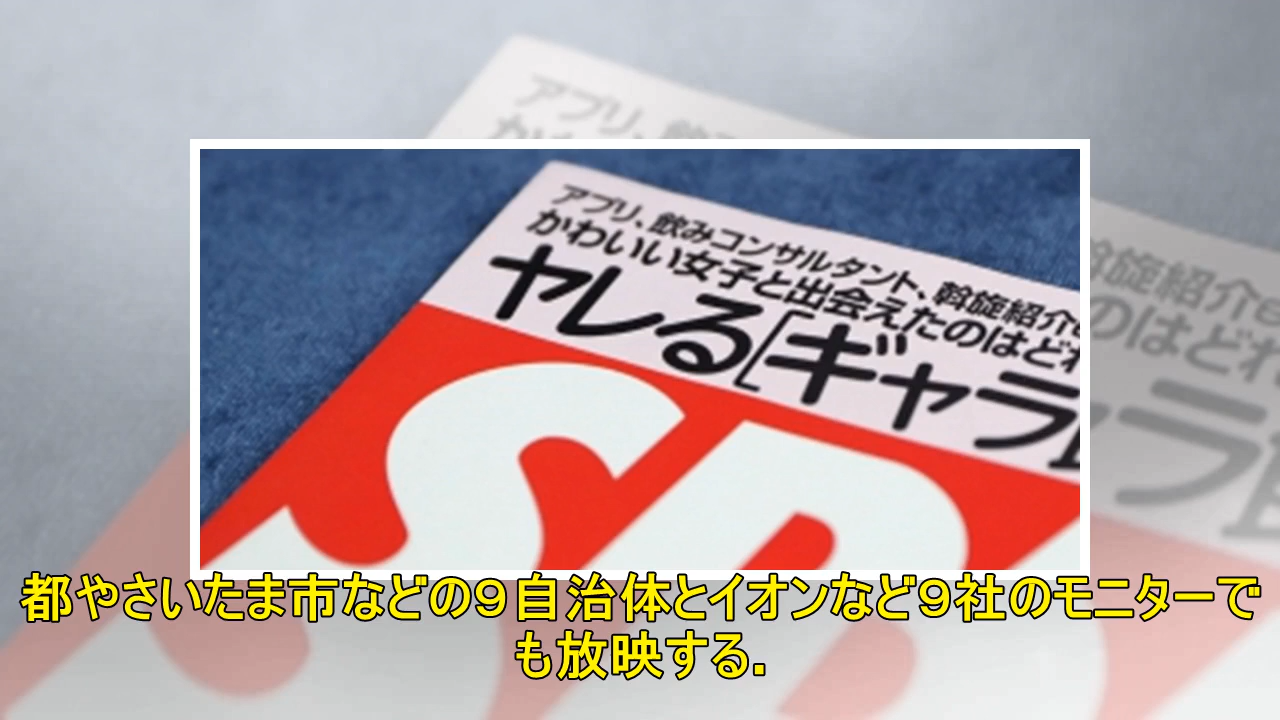 アプリ、飲みコンサルタント、斡旋紹介
かわいい女子と出会えたのはどれ
ヤレる[ギャラ
SP
都やさいたま市などの９自治体とイオンなど９社のモニターで
も放映する.